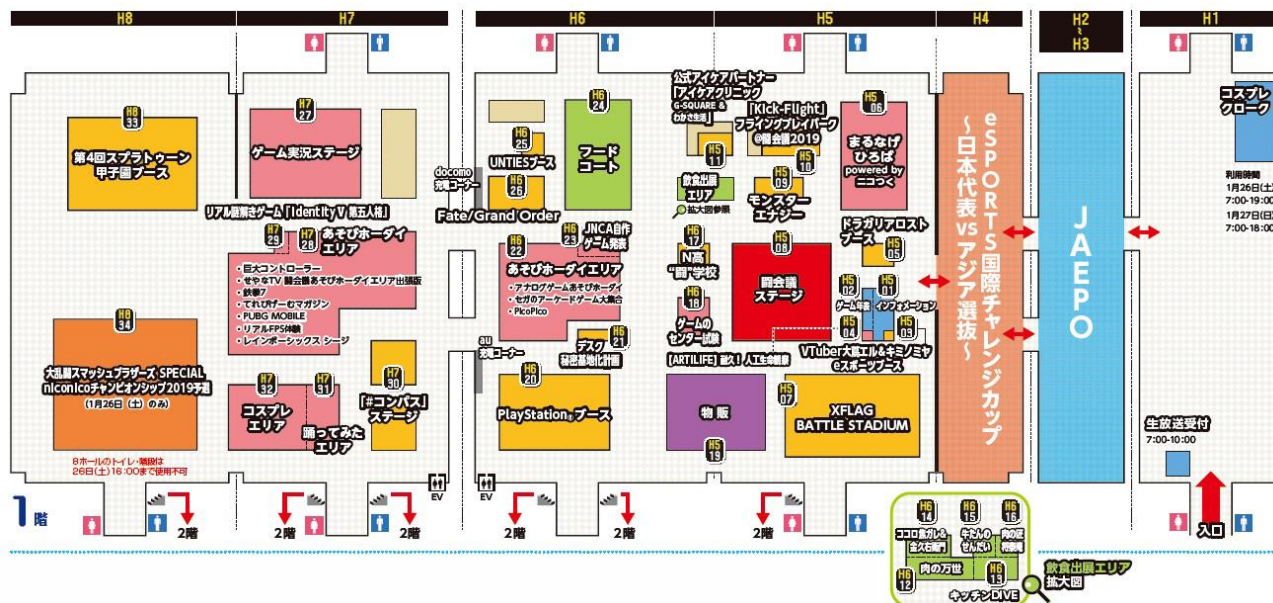 H8
H7
H6
H5
H4
H2
~
H3
H1
H8
33
第4回スプラトゥーン
甲子園ブース
H7
27
ゲーム実況ステージ
docomo
充電コーナー
H6
25
UNTIESブース
H6
26
Fate/Grand Order
H6
24
フード
コート
公式アイケアパートナー
「アイケアクリニック
G-SQUARE &
わかさ生活」
H5
11
「Kick-Flight」
フライングプレイパーク
@闘会議2019
H5
10
H5
09
モンスター
エナジー
H5
06
まるなげ
ひろば
powered by
ニコつく
飲食出展
エリア
拡大図参照
リアル謎解きゲーム「IdentityV 第五人格」
H7
29
H7
28
あそびホーダイ
エリア
・巨大コントローラー
・せやなTV 闘会議あそびホーダイエリア出張版
・鉄拳7
・てれびげーむマガジン
・PUBG MOBILE
・リアルFPS体験
・レインボーシックス シージ
H6
22
H6
23
JNCA自作
ゲーム発表
あそびホーダイエリア
・アナログゲームあそびホーダイ
・セガのアーケードゲーム大集合
・PicoPico
H6
17
N高
“闘”学校
H6
18
ゲームの
センター試験
H5
08
闘会議
ステージ
ドラガリアロスト
ブース
H5
05
H5
02
H5
01
ゲーム年表
インフォメーション
H5
04
H5
03
【ARTILIFE】耐久!人工生命観察
VTuber大蔦エル&キミノミヤ
eスポーツブース
eSPORTS国際チャレンジカップ
~日本代表vsアジア選抜~
JAEPO
コスプレ
クローク
利用時間
1月26日(土)
7:00-19:00
1月27日(日)
7:00-18:00
H8
34
大乱闘スマッシュブラザーズ SPECIAL
niconicoチャンピオンシップ2019予選
(1月26日 (土) のみ)
8ホールのトイレ・階段は
26日(土)16:00まで使用不可
H7
32
コスプレ
エリア
H7
31
踊ってみた
エリア
H7
30
「#コンパス」
ステージ
au
充電コーナー
H6
21
デスク
秘密基地化計画
H6
20
PlayStation®ブース
物販
H5
19
H5
07
XFLAG
BATTLE STADIUM
生放送受付
7:00-10:00
入口
1階
2階
2階
2階
EV
EV
2階
2階
2階
2階
H6
14
H6
15
H6
16
牛たんの
せんだい
肉の万世
H6
12
H6
13
キッチンDIVE
飲食出展エリア
拡大図